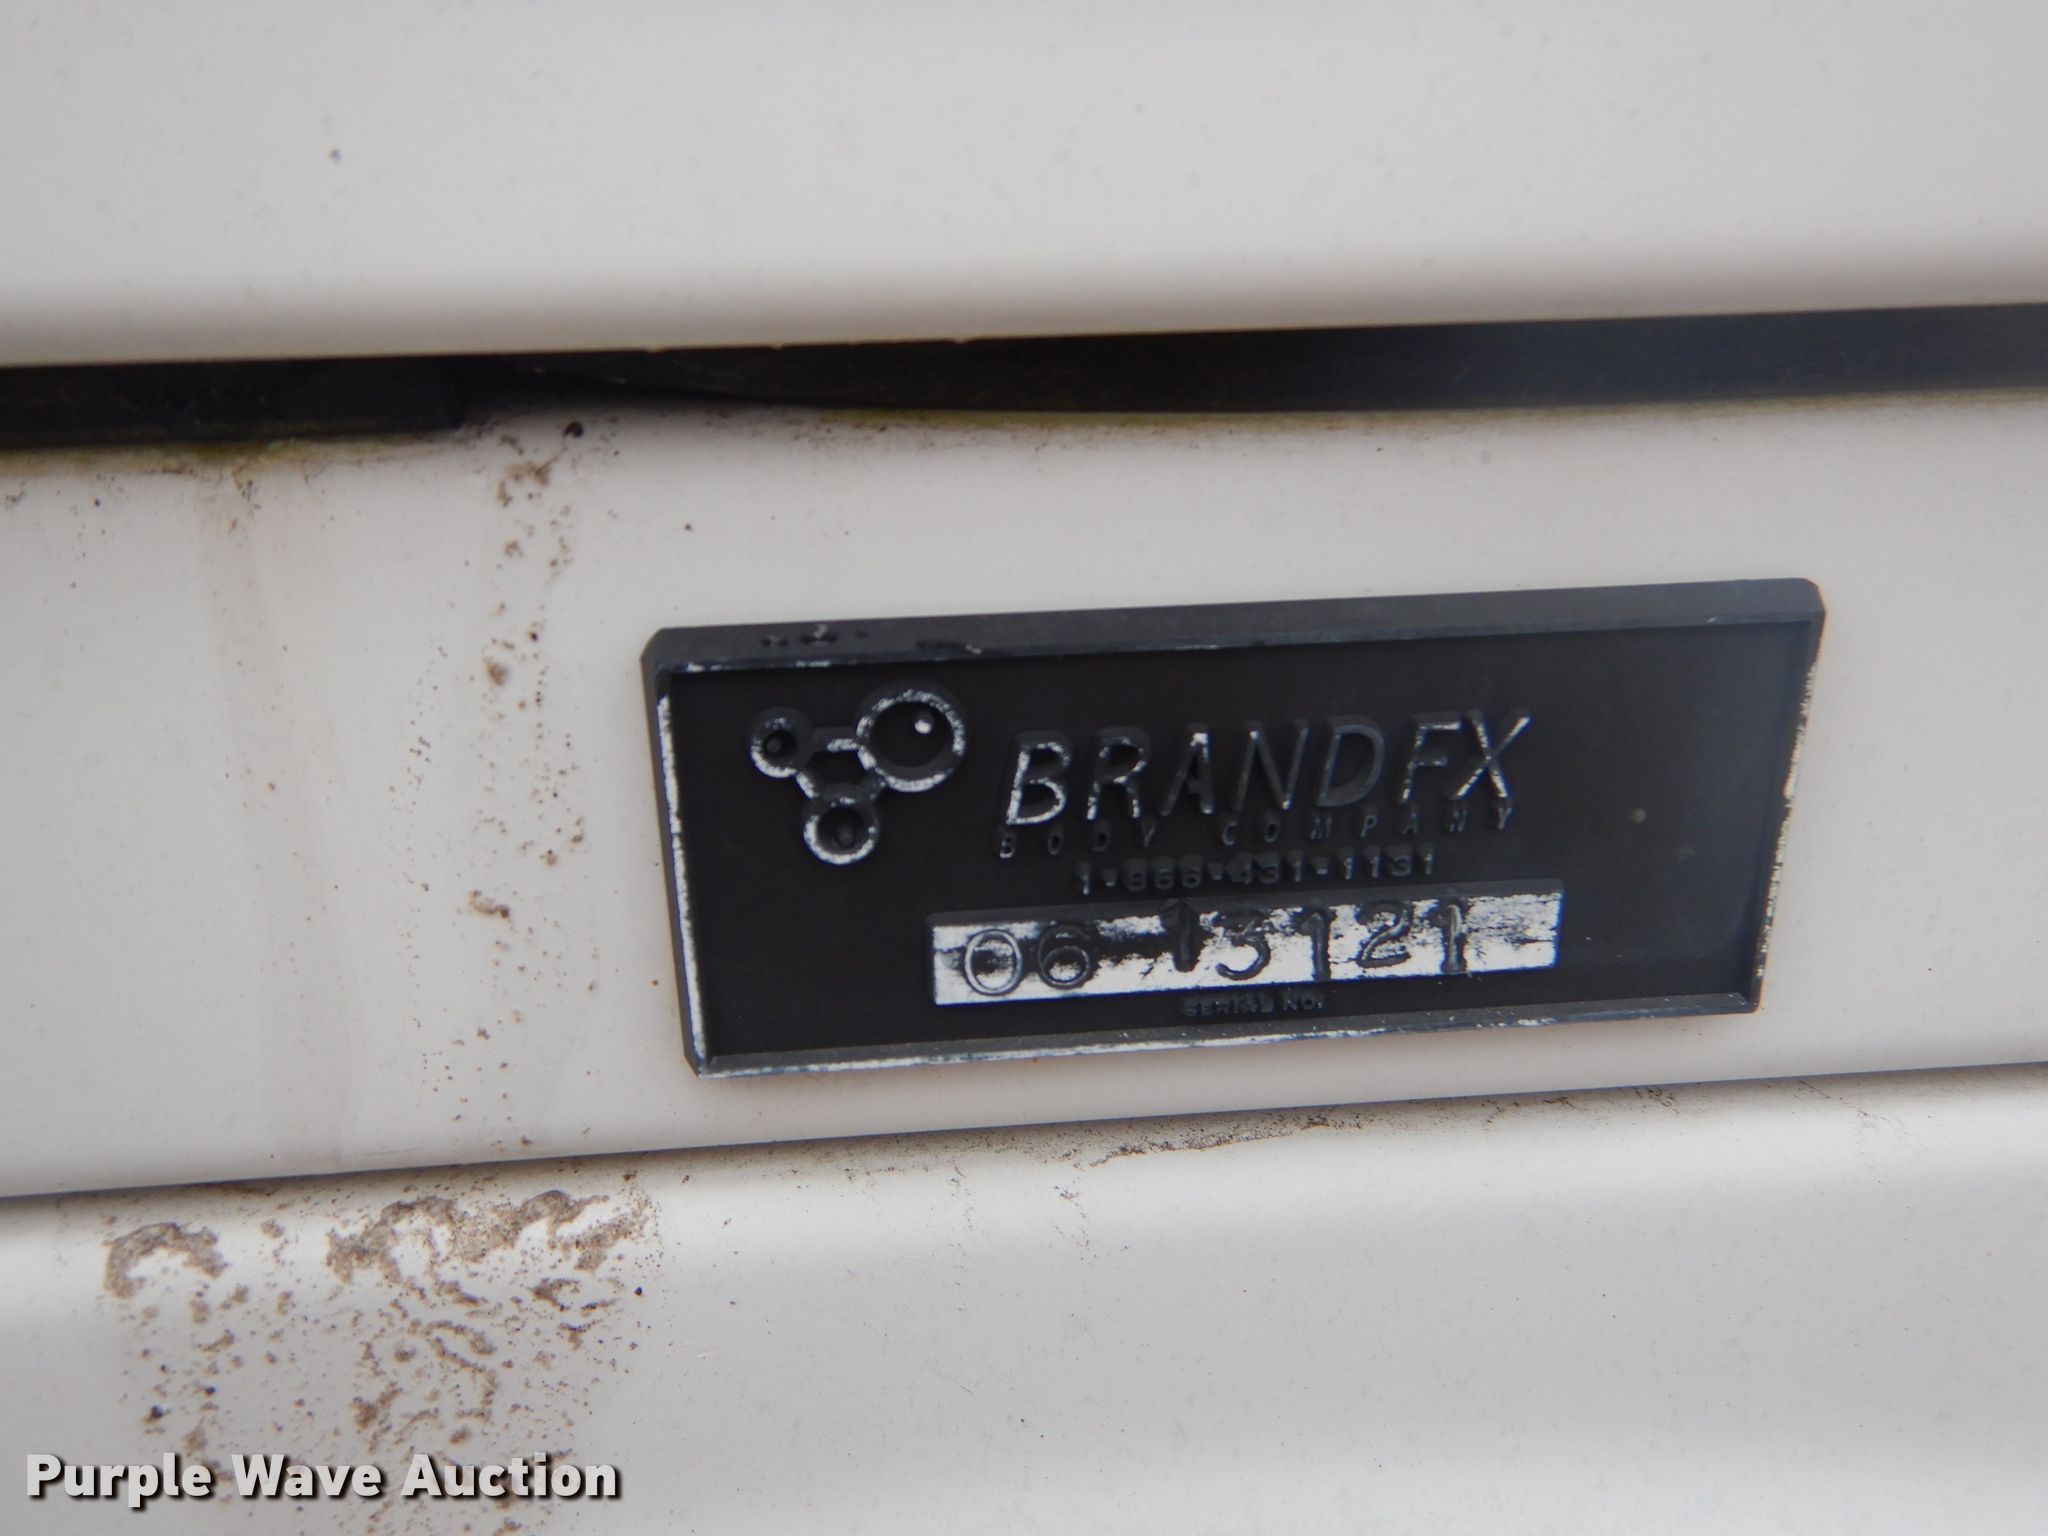 BRANDFX
BODY COMPANY
1-866-431-1131
06-13121
SERIAL NO.
Purple Wave Auction